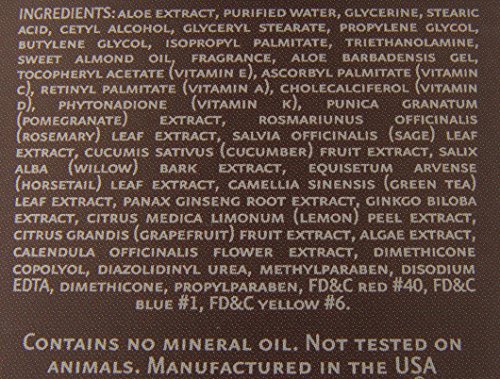 INGREDIENTS: ALOE EXTRACT, PURIFIED WATER, GLYCERINE, STEARIC
ACID, CETYL ALCOHOL, GLYCERYL STEARATE, PROPYLENE GLYCOL,
BUTYLENE GLYCOL, ISOPROPYL PALMITATE, TRIETHANOLAMINE,
SWEET ALMOND OIL, FRAGRANCE, ALOE BARBADENSIS GEL,
TOCOPHERYL ACETATE (VITAMIN E), ASCORBYL PALMITATE (VITAMIN
C), RETINYL PALMITATE (VITAMIN A), CHOLECALCIFEROL (VITAMIN
D), PHYTONADIONE (VITAMIN K), PUNICA GRANATUM
(POMEGRANATE) EXTRACT, ROSMARIUNUS OFFICINALIS
(ROSEMARY) LEAF EXTRACT, SALVIA OFFICINALIS (SAGE) LEAF
EXTRACT, CUCUMIS SATIVUS (CUCUMBER) FRUIT EXTRACT, SALIX
ALBA (WILLOW) BARK EXTRACT, EQUISETUM ARVENSE
(HORSETAIL) LEAF EXTRACT, CAMELLIA SINENSIS (GREEN TEA)
LEAF EXTRACT, PANAX GINSENG ROOT EXTRACT, GINKGO BILOBA
EXTRACT, CITRUS MEDICA LIMONUM (LEMON) PEEL EXTRACT,
CITRUS GRANDIS (GRAPEFRUIT) FRUIT EXTRACT, ALGAE EXTRACT,
CALENDULA OFFICINALIS FLOWER EXTRACT, DIMETHICONE
COPOLYOL, DIAZOLIDINYL UREA, METHYLPARABEN, DISODIUM
EDTA, DIMETHICONE, PROPYLPARABEN, FD&C RED #40, FD&C
BLUE #1, FD&C YELLOW #6.
CONTAINS NO MINERAL OIL. NOT TESTED ON
ANIMALS. MANUFACTURED IN THE USA